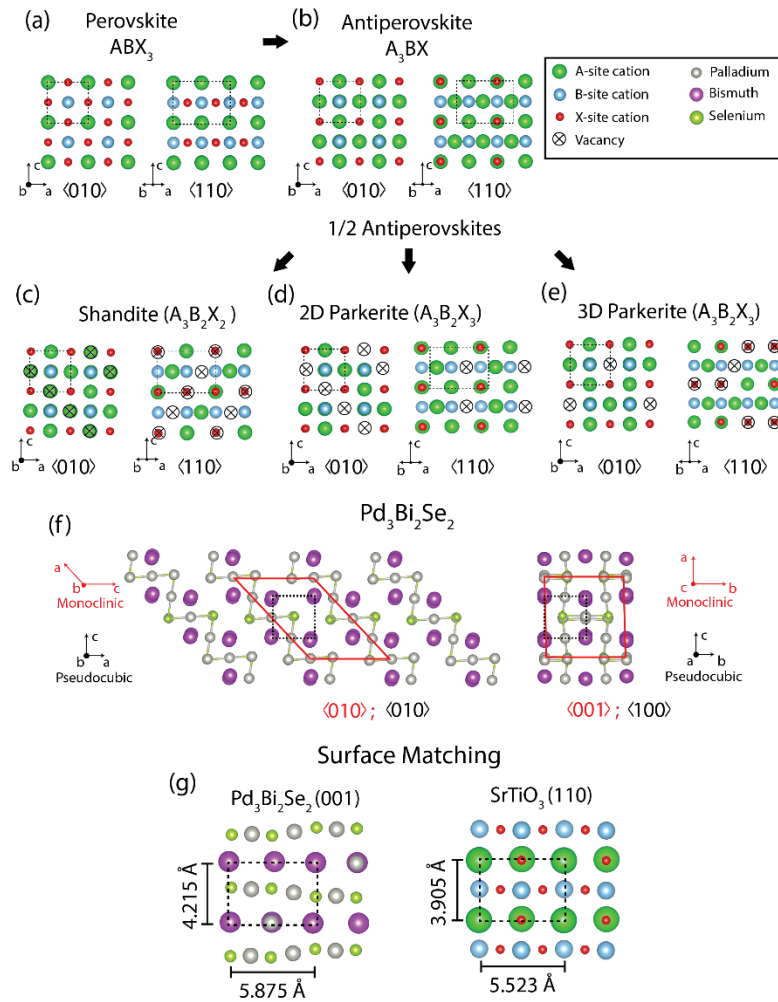 (a)
Perovskite
ABX₃
(b)
Antiperovskite
A₃BX
A-site cation
B-site cation
X-site cation
Vacancy
Palladium
Bismuth
Selenium
c
b
a
⟨010⟩
c
b
a
⟨110⟩
c
b
a
⟨010⟩
c
b
a
⟨110⟩
1/2 Antiperovskites
(c)
Shandite (A₃B₂X₂)
(d)
2D Parkerite (A₃B₂X₃)
(e)
3D Parkerite (A₃B₂X₃)
c
b
a
⟨010⟩
c
b
a
⟨110⟩
c
b
a
⟨010⟩
c
b
a
⟨110⟩
c
b
a
⟨010⟩
c
b
a
⟨110⟩
(f)
Pd₃Bi₂Se₂
a
b
c
Monoclinic
c
b
a
Pseudocubic
⟨010⟩ ; ⟨010⟩
⟨001⟩ ; ⟨100⟩
a
c
b
Monoclinic
c
a
b
Pseudocubic
Surface Matching
(g)
Pd₃Bi₂Se₂ (001)
SrTiO₃ (110)
4.215 Å
5.875 Å
3.905 Å
5.523 Å